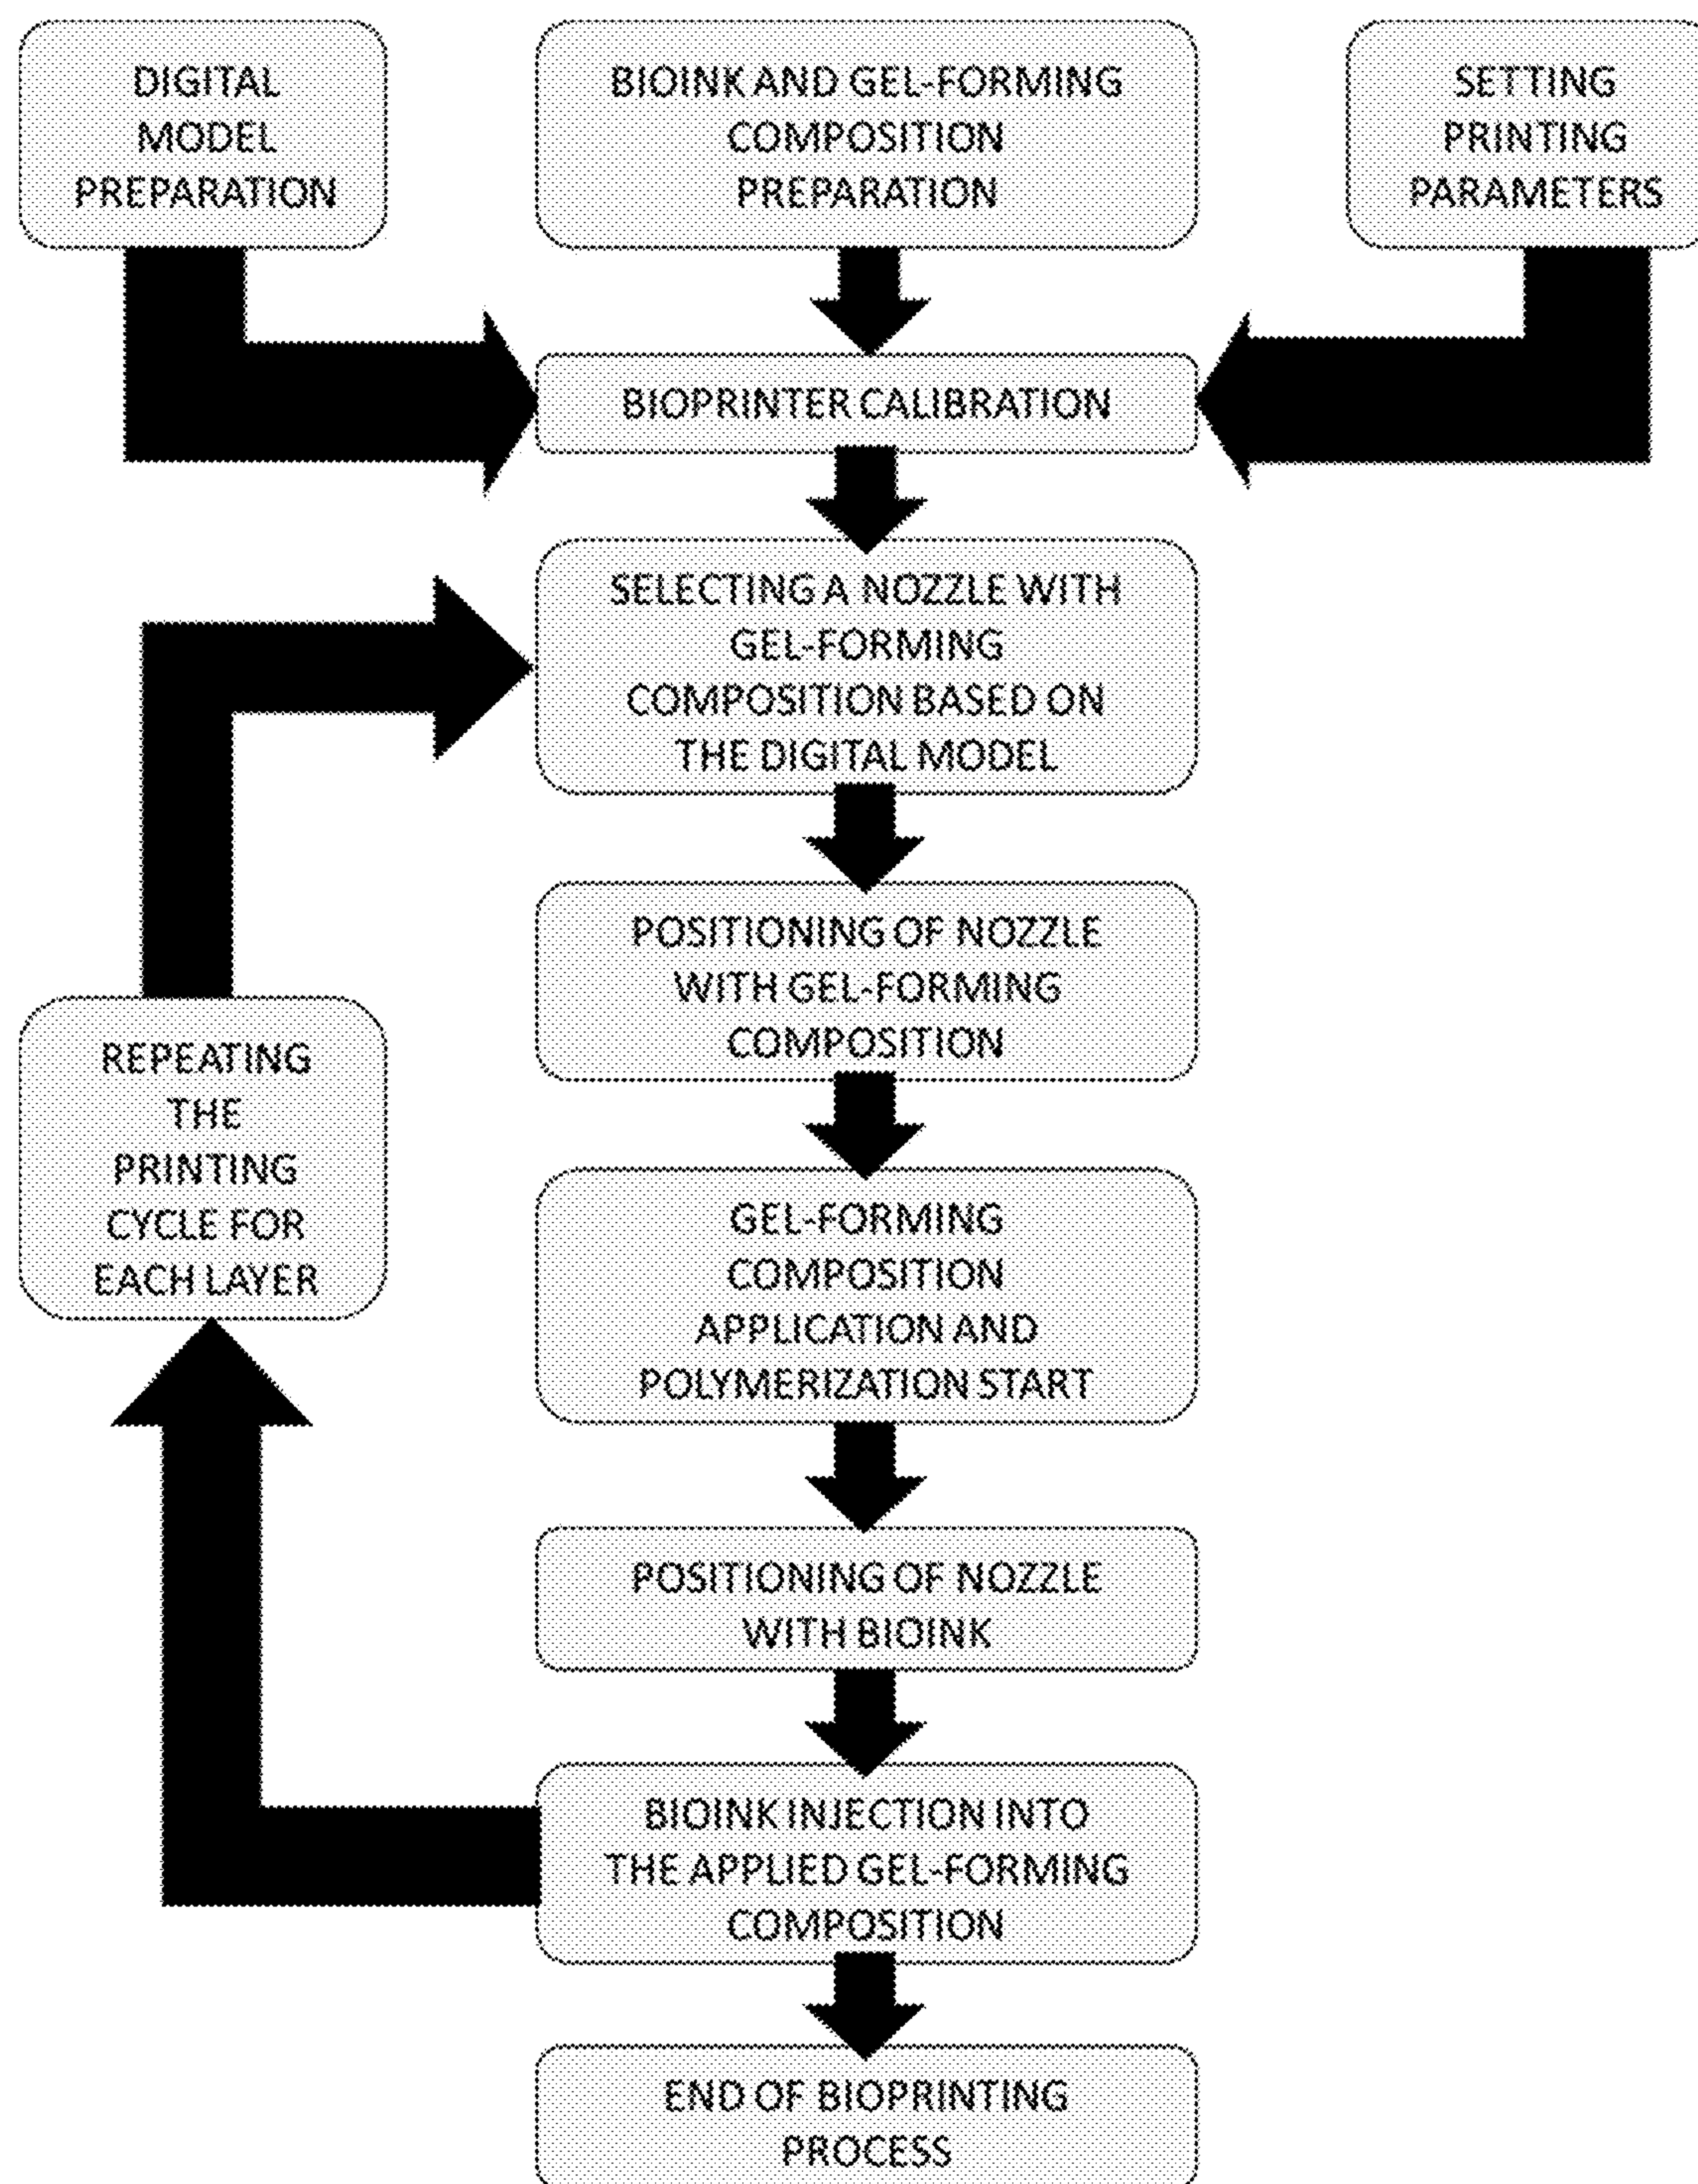 DIGITAL
MODEL
PREPARATION
BIOINK AND GEL-FORMING
COMPOSITION
PREPARATION
SETTING
PRINTING
PARAMETERS
BIOPRINTER CALIBRATION
SELECTING A NOZZLE WITH
GEL-FORMING
COMPOSITION BASED ON
THE DIGITAL MODEL
POSITIONING OF NOZZLE
WITH GEL-FORMING
COMPOSITION
REPEATING
THE
PRINTING
CYCLE FOR
EACH LAYER
GEL-FORMING
COMPOSITION
APPLICATION AND
POLYMERIZATION START
POSITIONING OF NOZZLE
WITH BIOINK
BIOINK INJECTION INTO
THE APPLIED GEL-FORMING
COMPOSITION
END OF BIOPRINTING
PROCESS